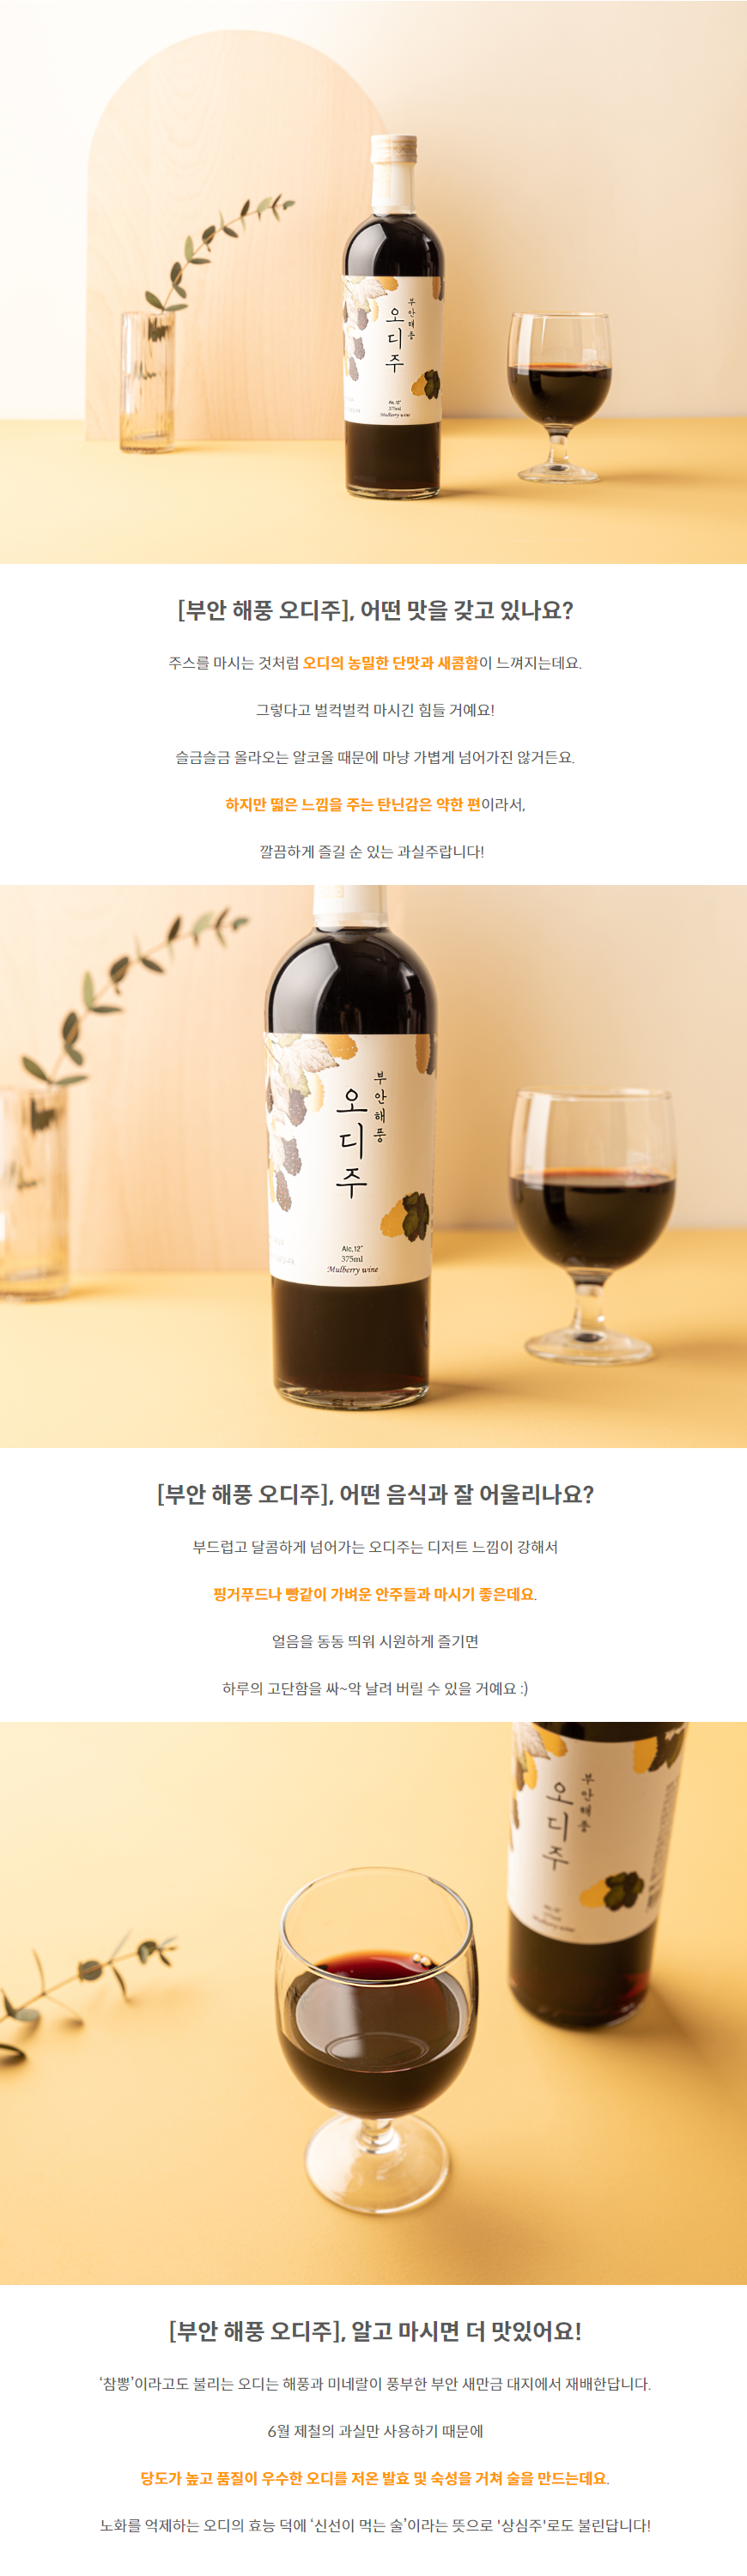 부안해풍
오디주
Alc. 12°
375ml
Mulberry wine
[부안 해풍 오디주], 어떤 맛을 갖고 있나요?
주스를 마시는 것처럼 오디의 농밀한 단맛과 새콤함이 느껴지는데요.
그렇다고 벌컥벌컥 마시긴 힘들 거예요!
슬금슬금 올라오는 알코올 때문에 마냥 가볍게 넘어가진 않거든요.
하지만 떫은 느낌을 주는 탄닌감은 약한 편이라서,
깔끔하게 즐길 순 있는 과실주랍니다!
부안해풍
오디주
Alc. 12°
375ml
Mulberry wine
[부안 해풍 오디주], 어떤 음식과 잘 어울리나요?
부드럽고 달콤하게 넘어가는 오디주는 디저트 느낌이 강해서
핑거푸드나 빵같이 가벼운 안주들과 마시기 좋은데요.
얼음을 동동 띄워 시원하게 즐기면
하루의 고단함을 싸~악 날려 버릴 수 있을 거예요 :)
부안해풍
오디주
Mulberry wine
[부안 해풍 오디주], 알고 마시면 더 맛있어요!
‘참뽕’이라고도 불리는 오디는 해풍과 미네랄이 풍부한 부안 새만금 대지에서 재배한답니다.
6월 제철의 과실만 사용하기 때문에
당도가 높고 품질이 우수한 오디를 저온 발효 및 숙성을 거쳐 술을 만드는데요.
노화를 억제하는 오디의 효능 덕에 ‘신선이 먹는 술’이라는 뜻으로 '상심주'로도 불린답니다!